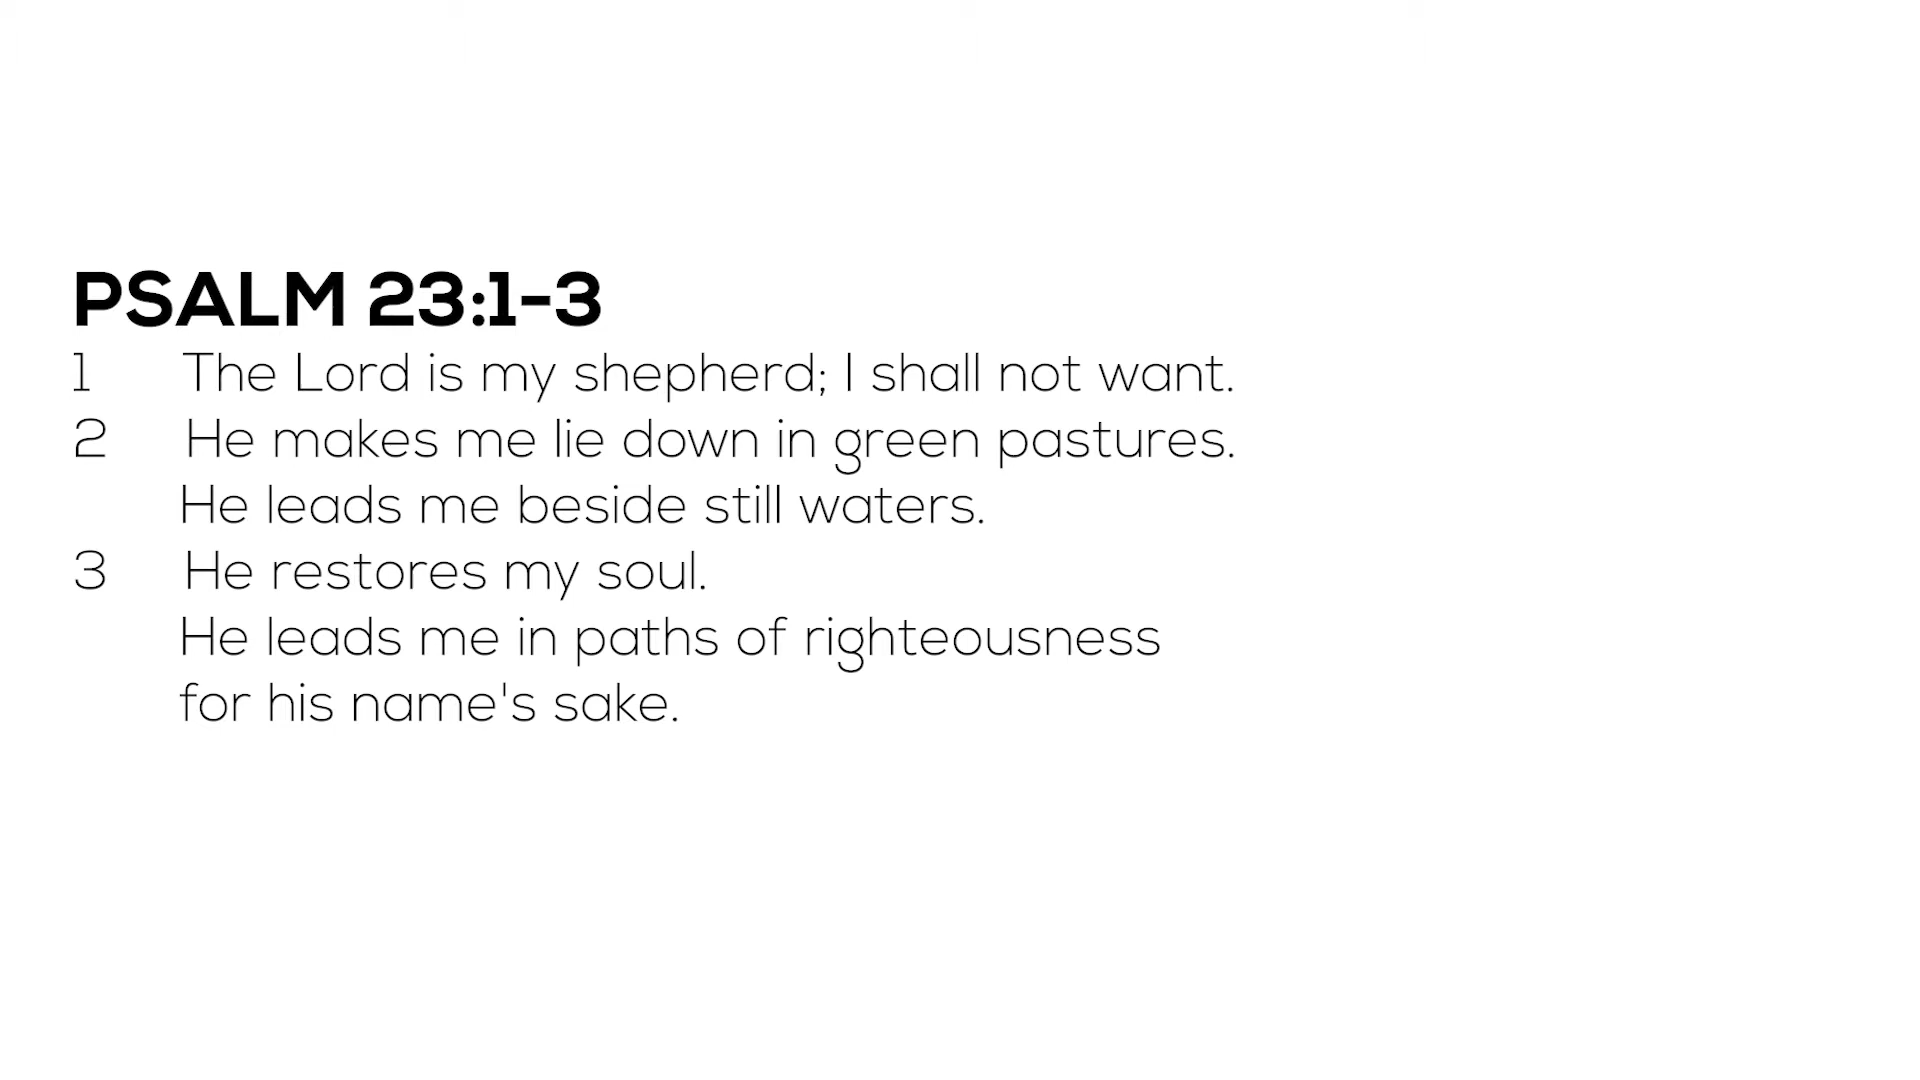 PSALM 23:1-3
1 The Lord is my shepherd; I shall not want.
2 He makes me lie down in green pastures.
He leads me beside still waters.
3 He restores my soul.
He leads me in paths of righteousness
for his name's sake.